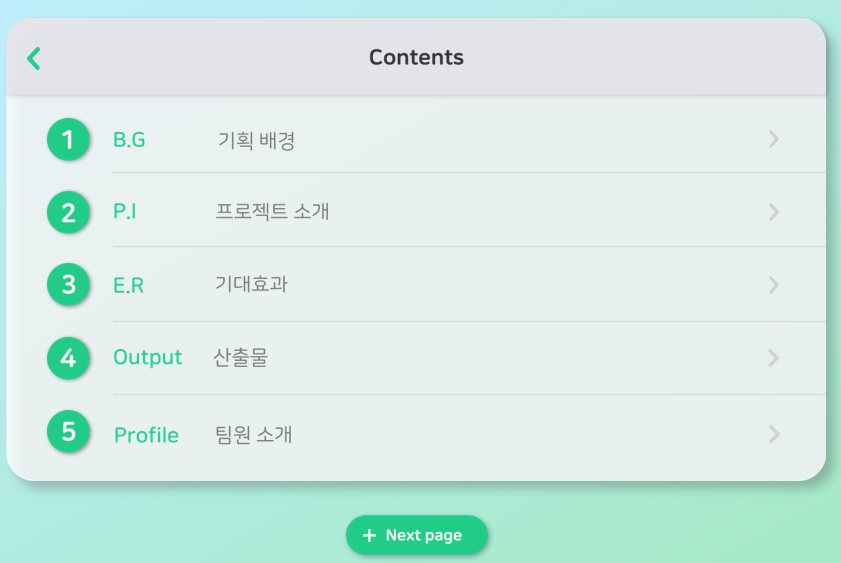 Contents
1 B.G 기획 배경
2 P.I 프로젝트 소개
3 E.R 기대효과
4 Output 산출물
5 Profile 팀원 소개
+ Next page